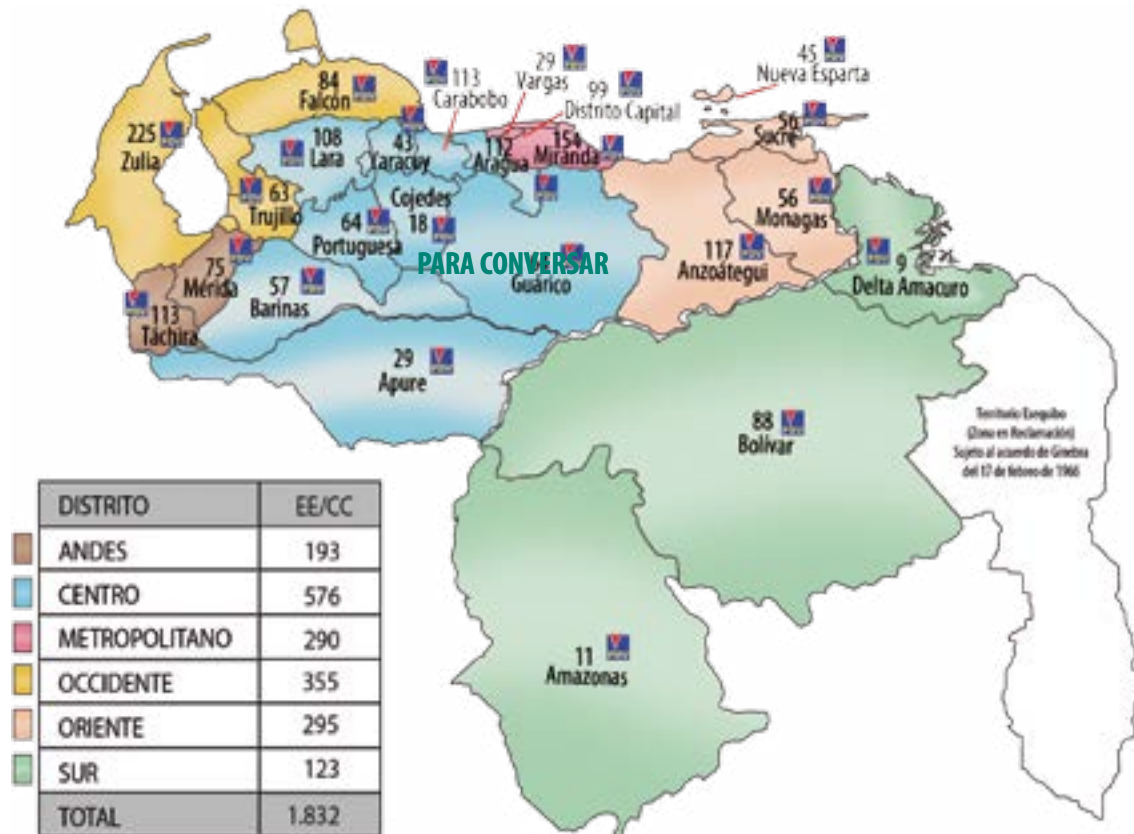 45
Nueva Esparta
29
Vargas
99
Distrito Capital
113
Carabobo
84
Falcón
56
Sucre
225
Zulia
108
Lara
43
Yaracuy
112
Aragua
154
Miranda
63
Trujillo
Cojedes
18
64
Portuguesa
56
Monagas
75
Mérida
PARA CONVERSAR
Guárico
117
Anzoátegui
9
Delta Amacuro
57
Barinas
113
Táchira
29
Apure
88
Bolívar
Territorio Esequibo
(Zona en Reclamación)
Sujeto al acuerdo de Ginebra
del 17 de febrero de 1966
11
Amazonas
DISTRITO EE/CC
ANDES 193
CENTRO 576
METROPOLITANO 290
OCCIDENTE 355
ORIENTE 295
SUR 123
TOTAL 1.832